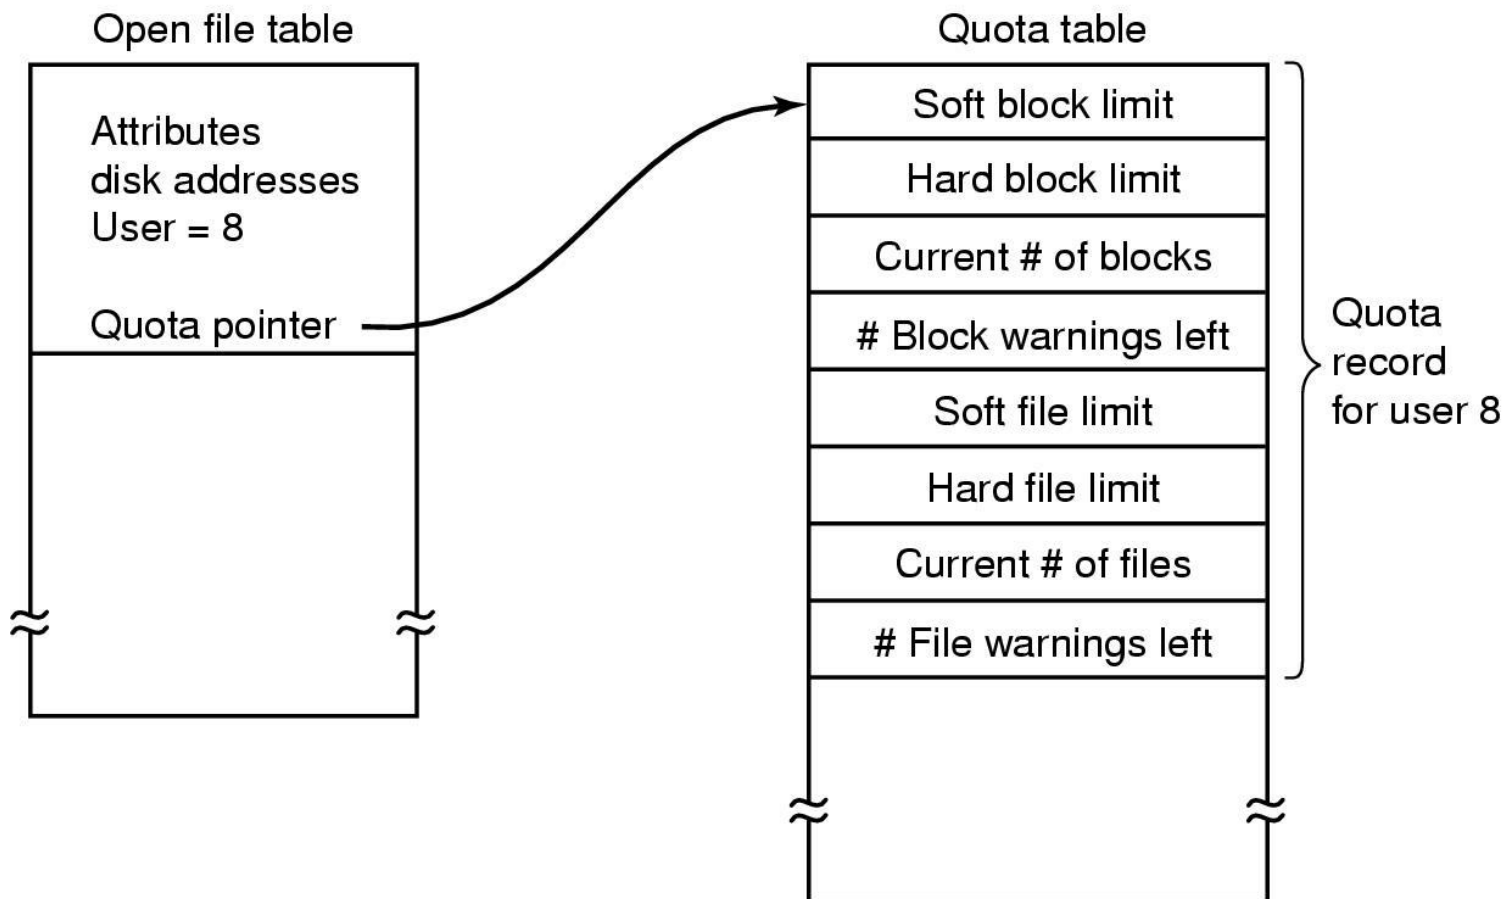 Open file table
Attributes
disk addresses
User = 8
Quota pointer
Quota table
Soft block limit
Hard block limit
Current # of blocks
# Block warnings left
Soft file limit
Hard file limit
Current # of files
# File warnings left
Quota
record
for user 8